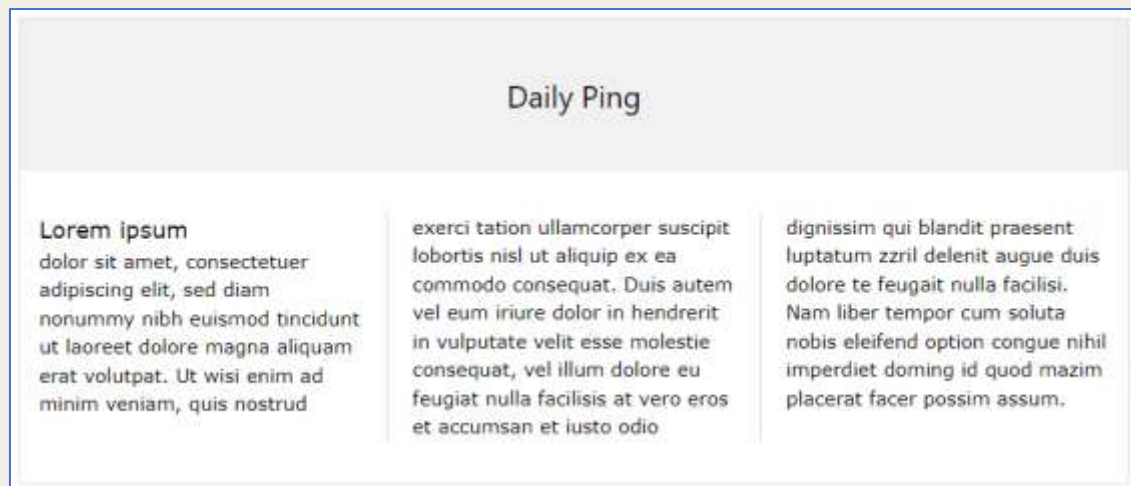 Daily Ping
Lorem ipsum
dolor sit amet, consectetuer
adipiscing elit, sed diam
nonummy nibh euismod tincidunt
ut laoreet dolore magna aliquam
erat volutpat. Ut wisi enim ad
minim veniam, quis nostrud
exerci tation ullamcorper suscipit
lobortis nisl ut aliquip ex ea
commodo consequat. Duis autem
vel eum iriure dolor in hendrerit
in vulputate velit esse molestie
consequat, vel illum dolore eu
feugiat nulla facilisis at vero eros
et accumsan et iusto odio
dignissim qui blandit praesent
luptatum zzril delenit augue duis
dolore te feugait nulla facilisi.
Nam liber tempor cum soluta
nobis eleifend option congue nihil
imperdiet doming id quod mazim
placerat facer possim assum.